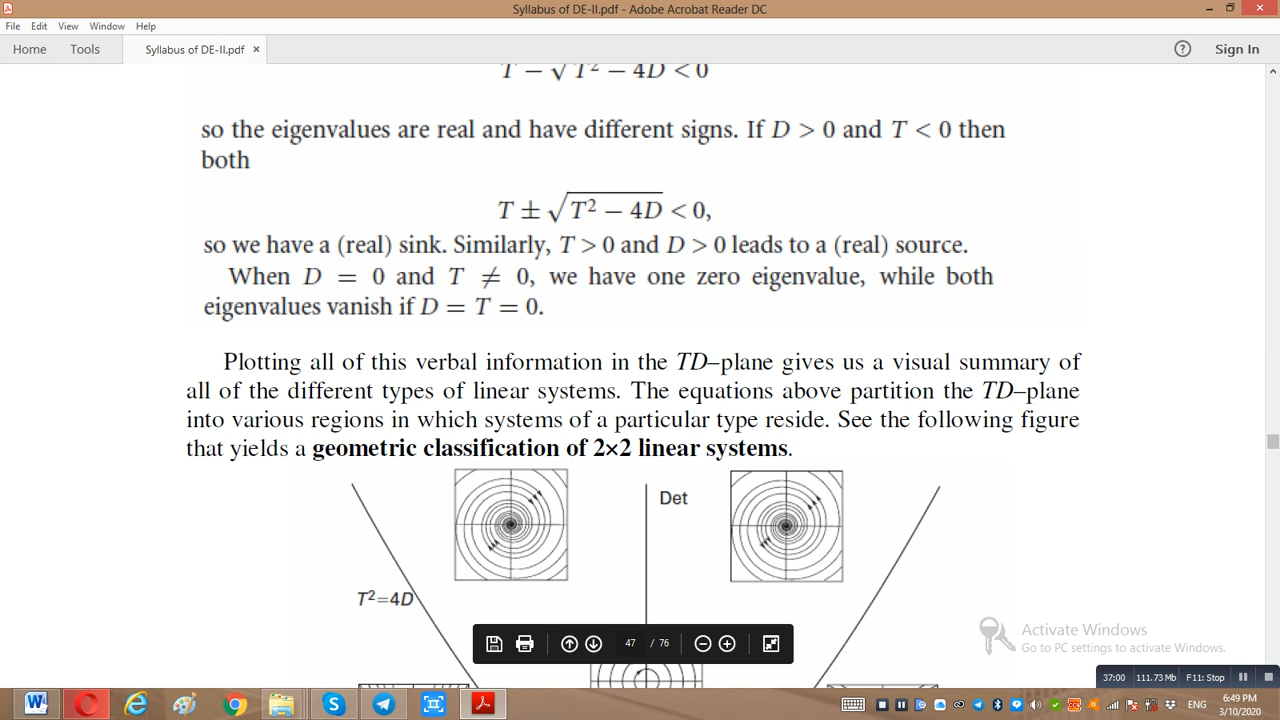 Syllabus of DE-II.pdf - Adobe Acrobat Reader DC
File Edit View Window Help
Home Tools Syllabus of DE-II.pdf × ? Sign In
T − √T² − 4D < 0
so the eigenvalues are real and have different signs. If D > 0 and T < 0 then
both
T ± √T² − 4D < 0,
so we have a (real) sink. Similarly, T > 0 and D > 0 leads to a (real) source.
When D = 0 and T ≠ 0, we have one zero eigenvalue, while both
eigenvalues vanish if D = T = 0.
Plotting all of this verbal information in the TD–plane gives us a visual summary of
all of the different types of linear systems. The equations above partition the TD–plane
into various regions in which systems of a particular type reside. See the following figure
that yields a geometric classification of 2×2 linear systems.
Det
T²=4D
47 / 76
Activate Windows
Go to PC settings to activate Windows.
37:00 111.73 Mb F11: Stop
ENG
6:49 PM
3/10/2020